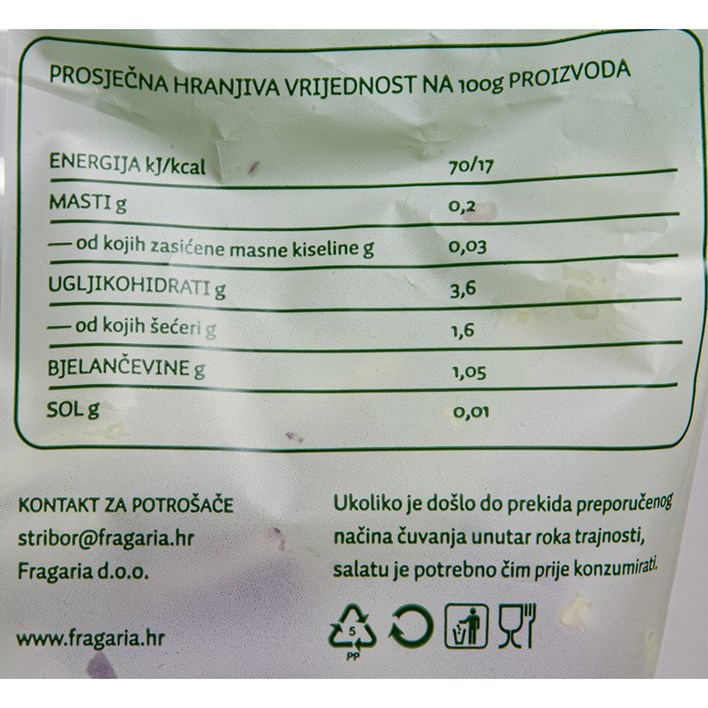 PROSJEČNA HRANJIVA VRIJEDNOST NA 100g PROIZVODA
ENERGIJA kJ/kcal 70/17
MASTI g 0,2
— od kojih zasićene masne kiseline g 0,03
UGLJIKOHIDRATI g 3,6
— od kojih šećeri g 1,6
BJELANČEVINE g 1,05
SOL g 0,01
KONTAKT ZA POTROŠAČE
stribor@fragaria.hr
Fragaria d.o.o.
www.fragaria.hr
Ukoliko je došlo do prekida preporučenog
načina čuvanja unutar roka trajnosti,
salatu je potrebno čim prije konzumirati.
5
PP